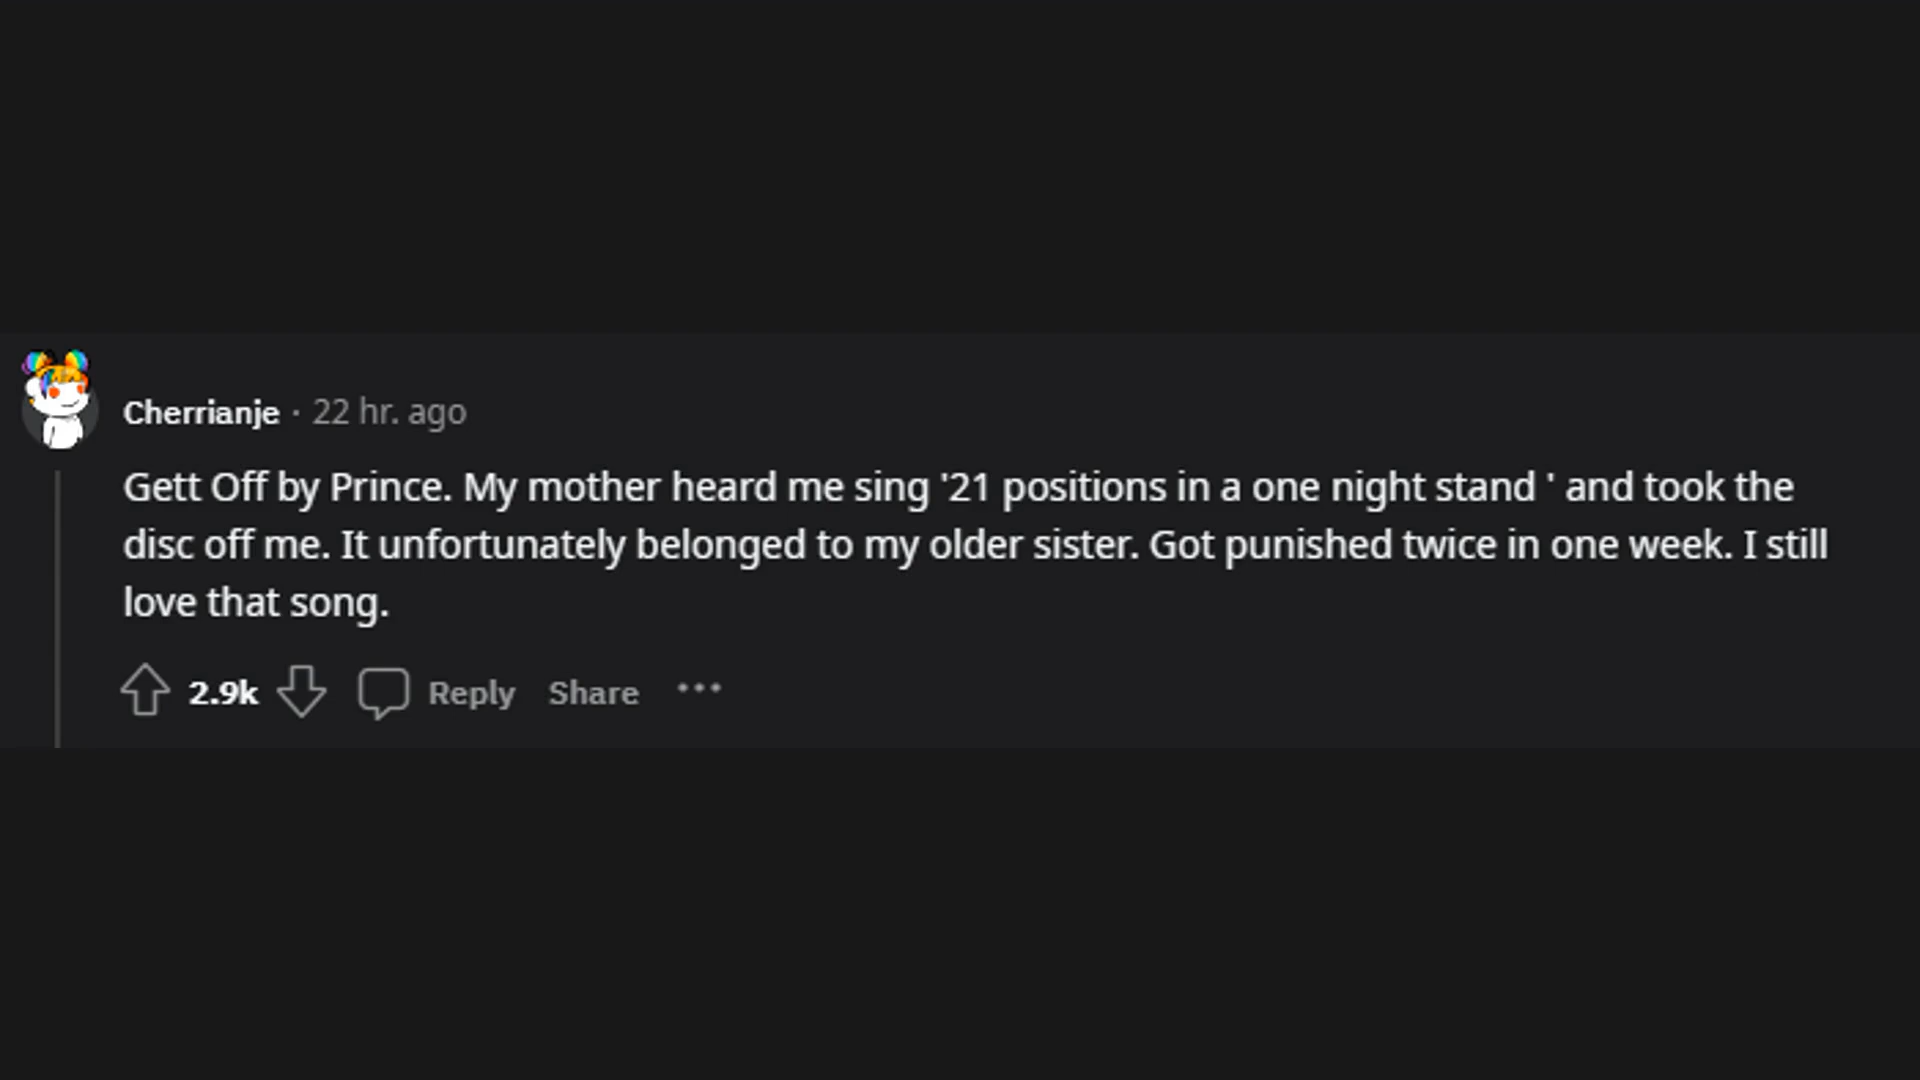 Cherrianje · 22 hr. ago
Gett Off by Prince. My mother heard me sing '21 positions in a one night stand ' and took the
disc off me. It unfortunately belonged to my older sister. Got punished twice in one week. I still
love that song.
2.9k Reply Share ···